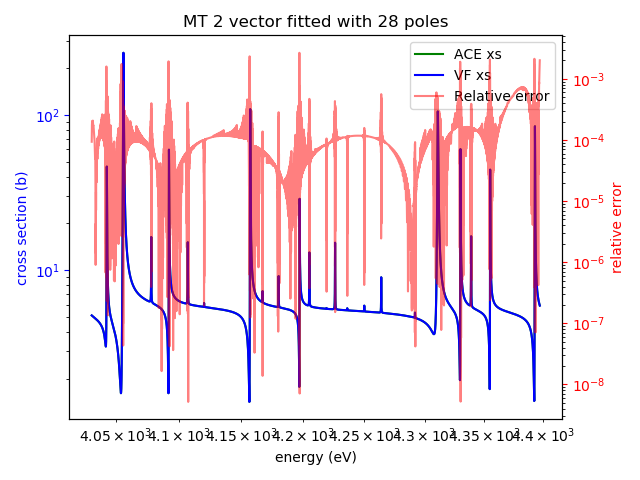 MT 2 vector fitted with 28 poles
ACE xs
VF xs
Relative error
cross section (b)
10²
10¹
relative error
10⁻³
10⁻⁴
10⁻⁵
10⁻⁶
10⁻⁷
10⁻⁸
4.05 × 10³ 4.1 × 10³ 4.15 × 10³ 4.2 × 10³ 4.25 × 10³ 4.3 × 10³ 4.35 × 10³ 4.4 × 10³
energy (eV)